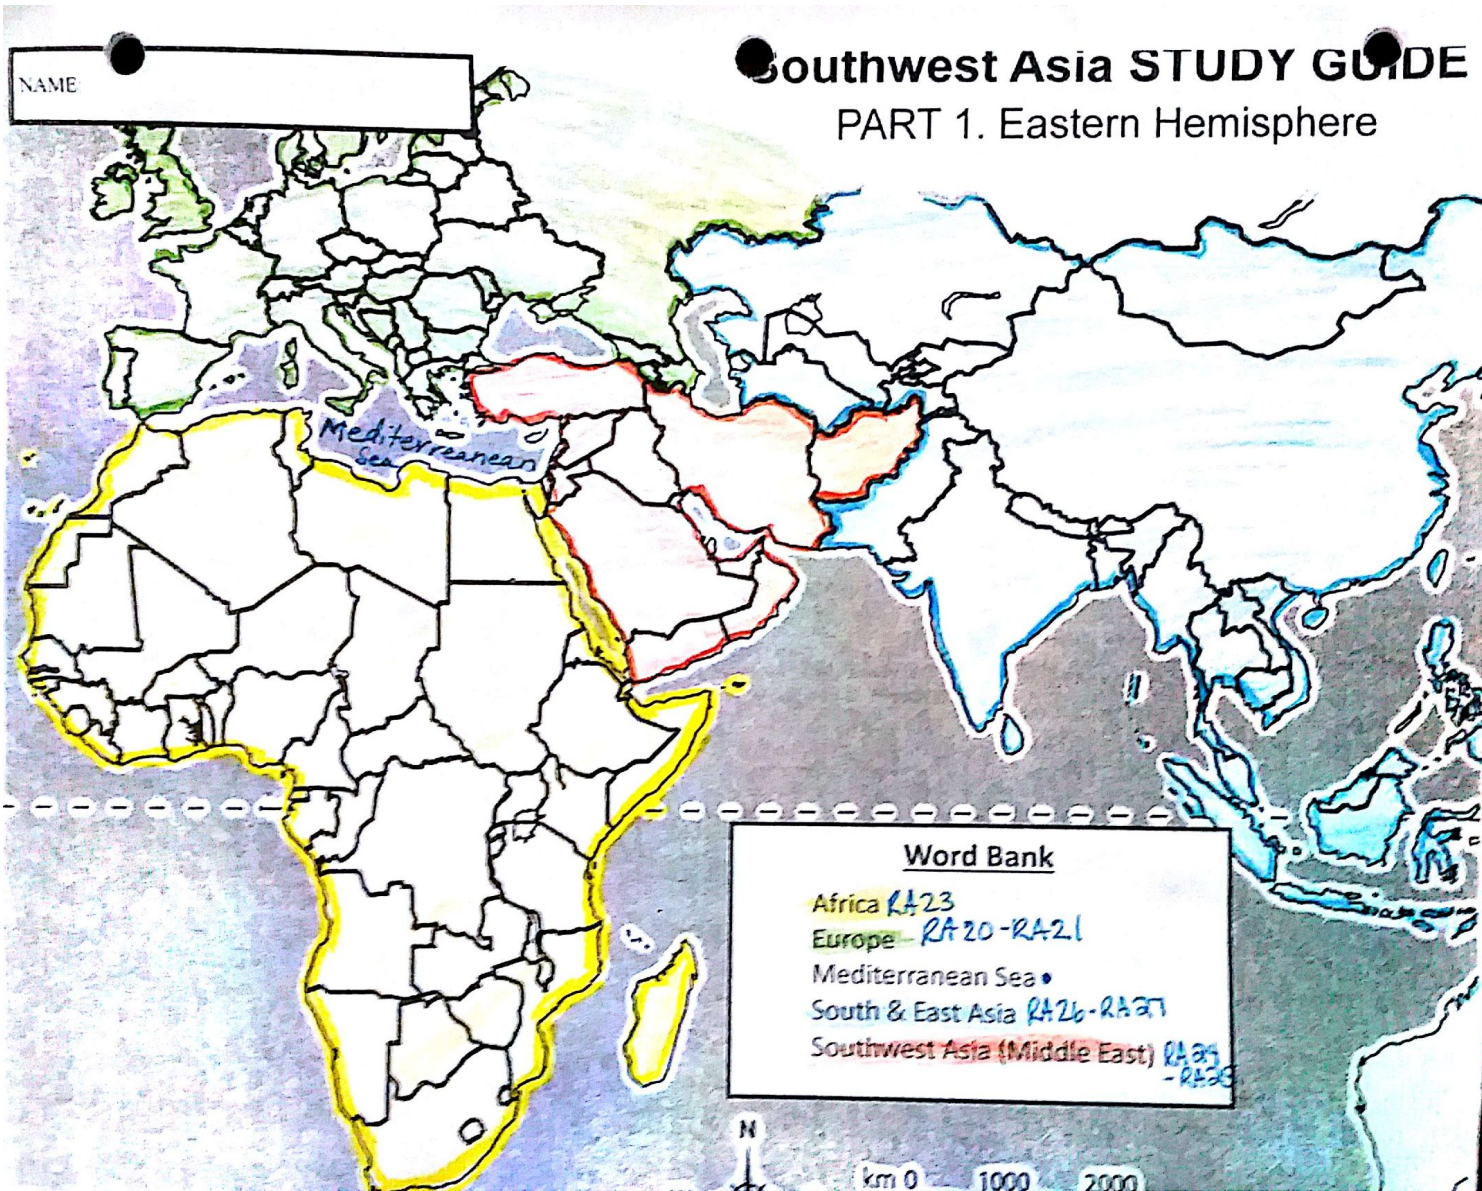 NAME:
Southwest Asia STUDY GUIDE
PART 1. Eastern Hemisphere
Mediterreanean
Sea
Word Bank
Africa RA23
Europe - RA20-RA21
Mediterranean Sea
South & East Asia RA26-RA27
Southwest Asia (Middle East)
N
km 0 1000 2000